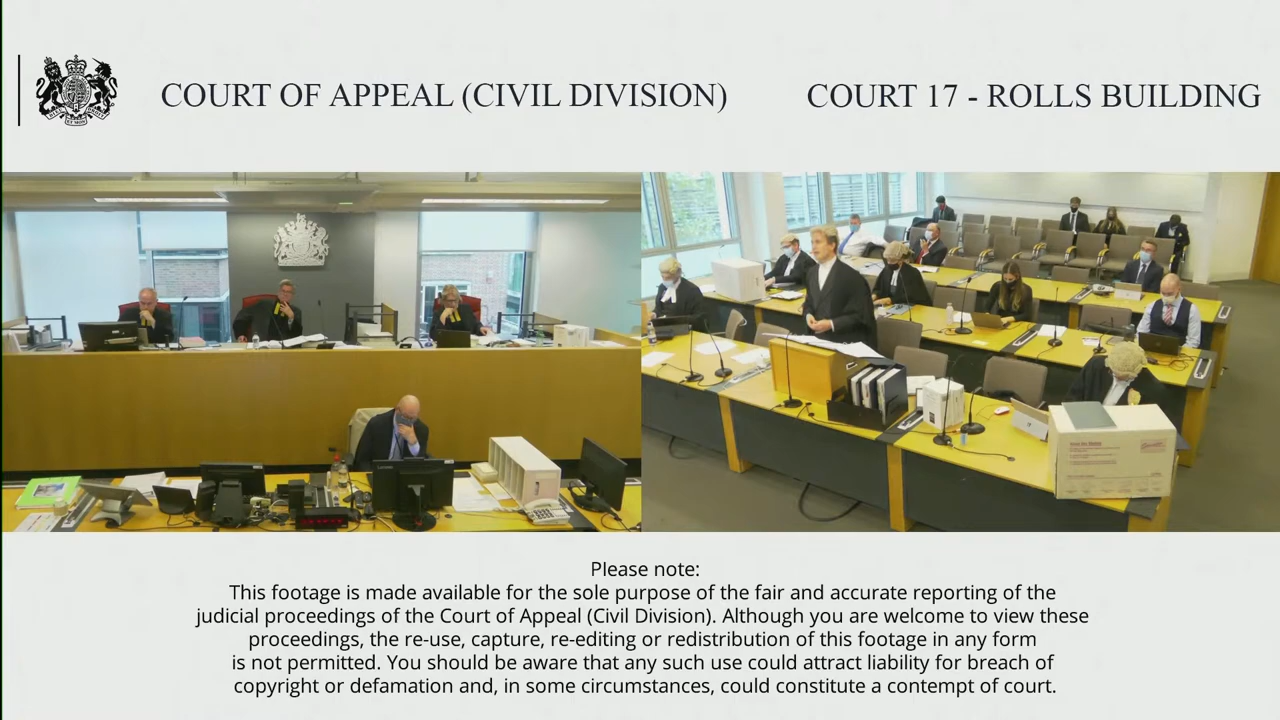 COURT OF APPEAL (CIVIL DIVISION)
COURT 17 - ROLLS BUILDING
Please note:
This footage is made available for the sole purpose of the fair and accurate reporting of the
judicial proceedings of the Court of Appeal (Civil Division). Although you are welcome to view these
proceedings, the re-use, capture, re-editing or redistribution of this footage in any form
is not permitted. You should be aware that any such use could attract liability for breach of
copyright or defamation and, in some circumstances, could constitute a contempt of court.